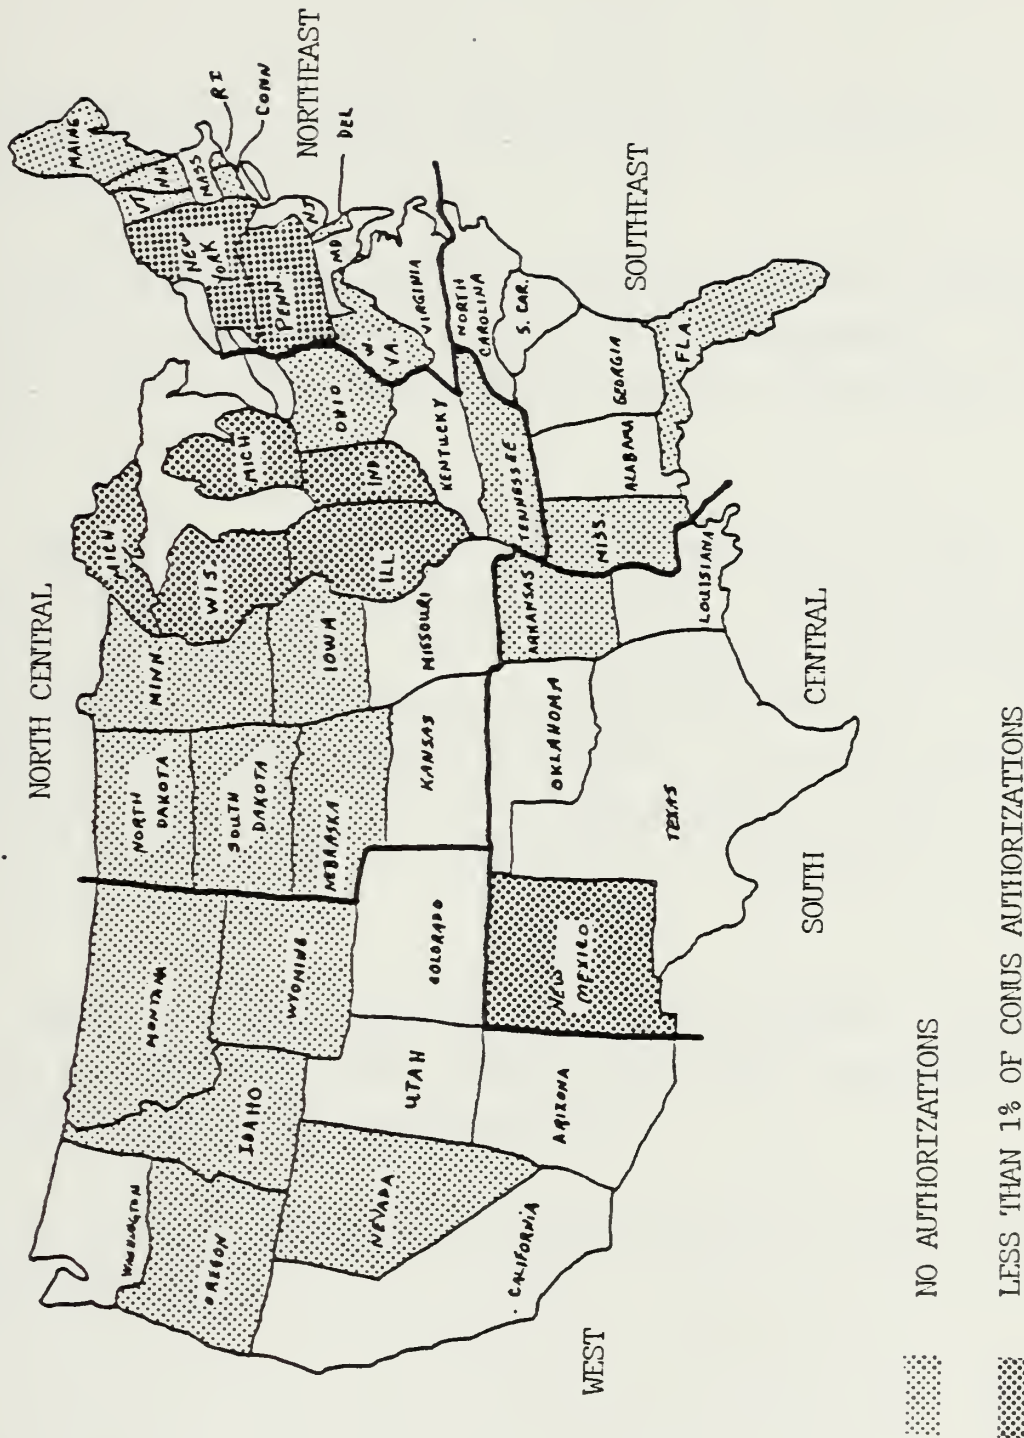 NORTH CENTRAL
NORTHEAST
SOUTHEAST
SOUTH
CENTRAL
WEST
WASHINGTON
OREGON
CALIFORNIA
NEVADA
IDAHO
MONTANA
WYOMING
UTAH
ARIZONA
COLORADO
NEW
MEXICO
NORTH
DAKOTA
SOUTH
DAKOTA
NEBRASKA
KANSAS
OKLAHOMA
TEXAS
MINN.
IOWA
MISSOURI
ARKANSAS
LOUISIANA
WIS.
ILL
MICH
MICH
IND
OHIO
KENTUCKY
TENNESSEE
MISS
ALABAMA
GEORGIA
FLA.
S. CAR.
NORTH
CAROLINA
VIRGINIA
W.
VA.
MD
DEL
NJ
PENN.
NEW
YORK
VT
NH
MAINE
MASS
RI
CONN
NO AUTHORIZATIONS
LESS THAN 1% OF CONUS AUTHORIZATIONS